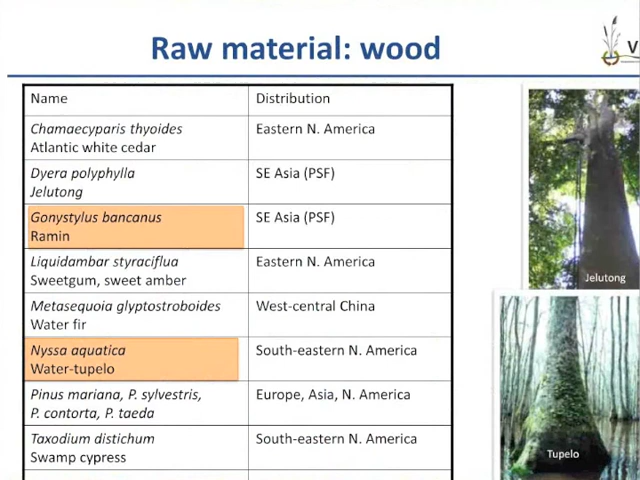 Raw material: wood
V
Name
Distribution
Chamaecyparis thyoides
Atlantic white cedar
Eastern N. America
Dyera polyphylla
Jelutong
SE Asia (PSF)
Gonystylus bancanus
Ramin
SE Asia (PSF)
Liquidambar styraciflua
Sweetgum, sweet amber
Eastern N. America
Metasequoia glyptostroboides
Water fir
West-central China
Nyssa aquatica
Water-tupelo
South-eastern N. America
Pinus mariana, P. sylvestris,
P. contorta, P. taeda
Europe, Asia, N. America
Taxodium distichum
Swamp cypress
South-eastern N. America
Jelutong
Tupelo